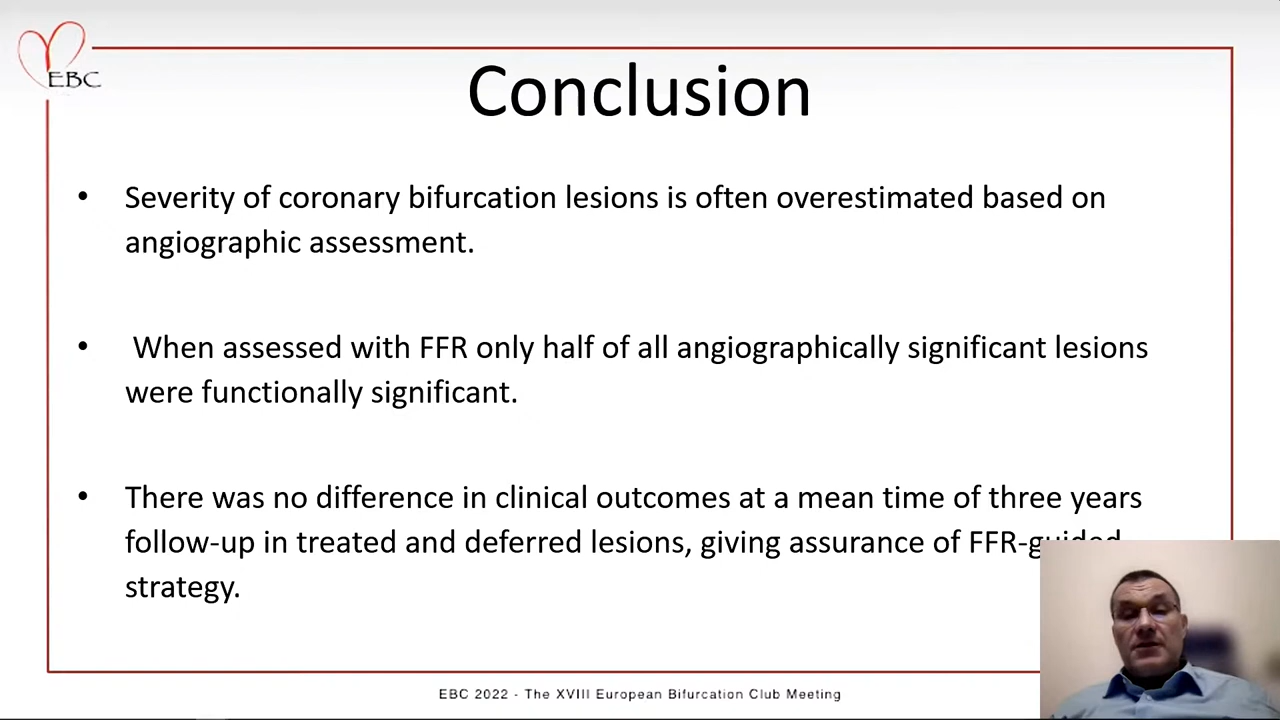 EBC
Conclusion
• Severity of coronary bifurcation lesions is often overestimated based on
angiographic assessment.
• When assessed with FFR only half of all angiographically significant lesions
were functionally significant.
• There was no difference in clinical outcomes at a mean time of three years
follow-up in treated and deferred lesions, giving assurance of FFR-guided
strategy.
EBC 2022 - The XVIII European Bifurcation Club Meeting